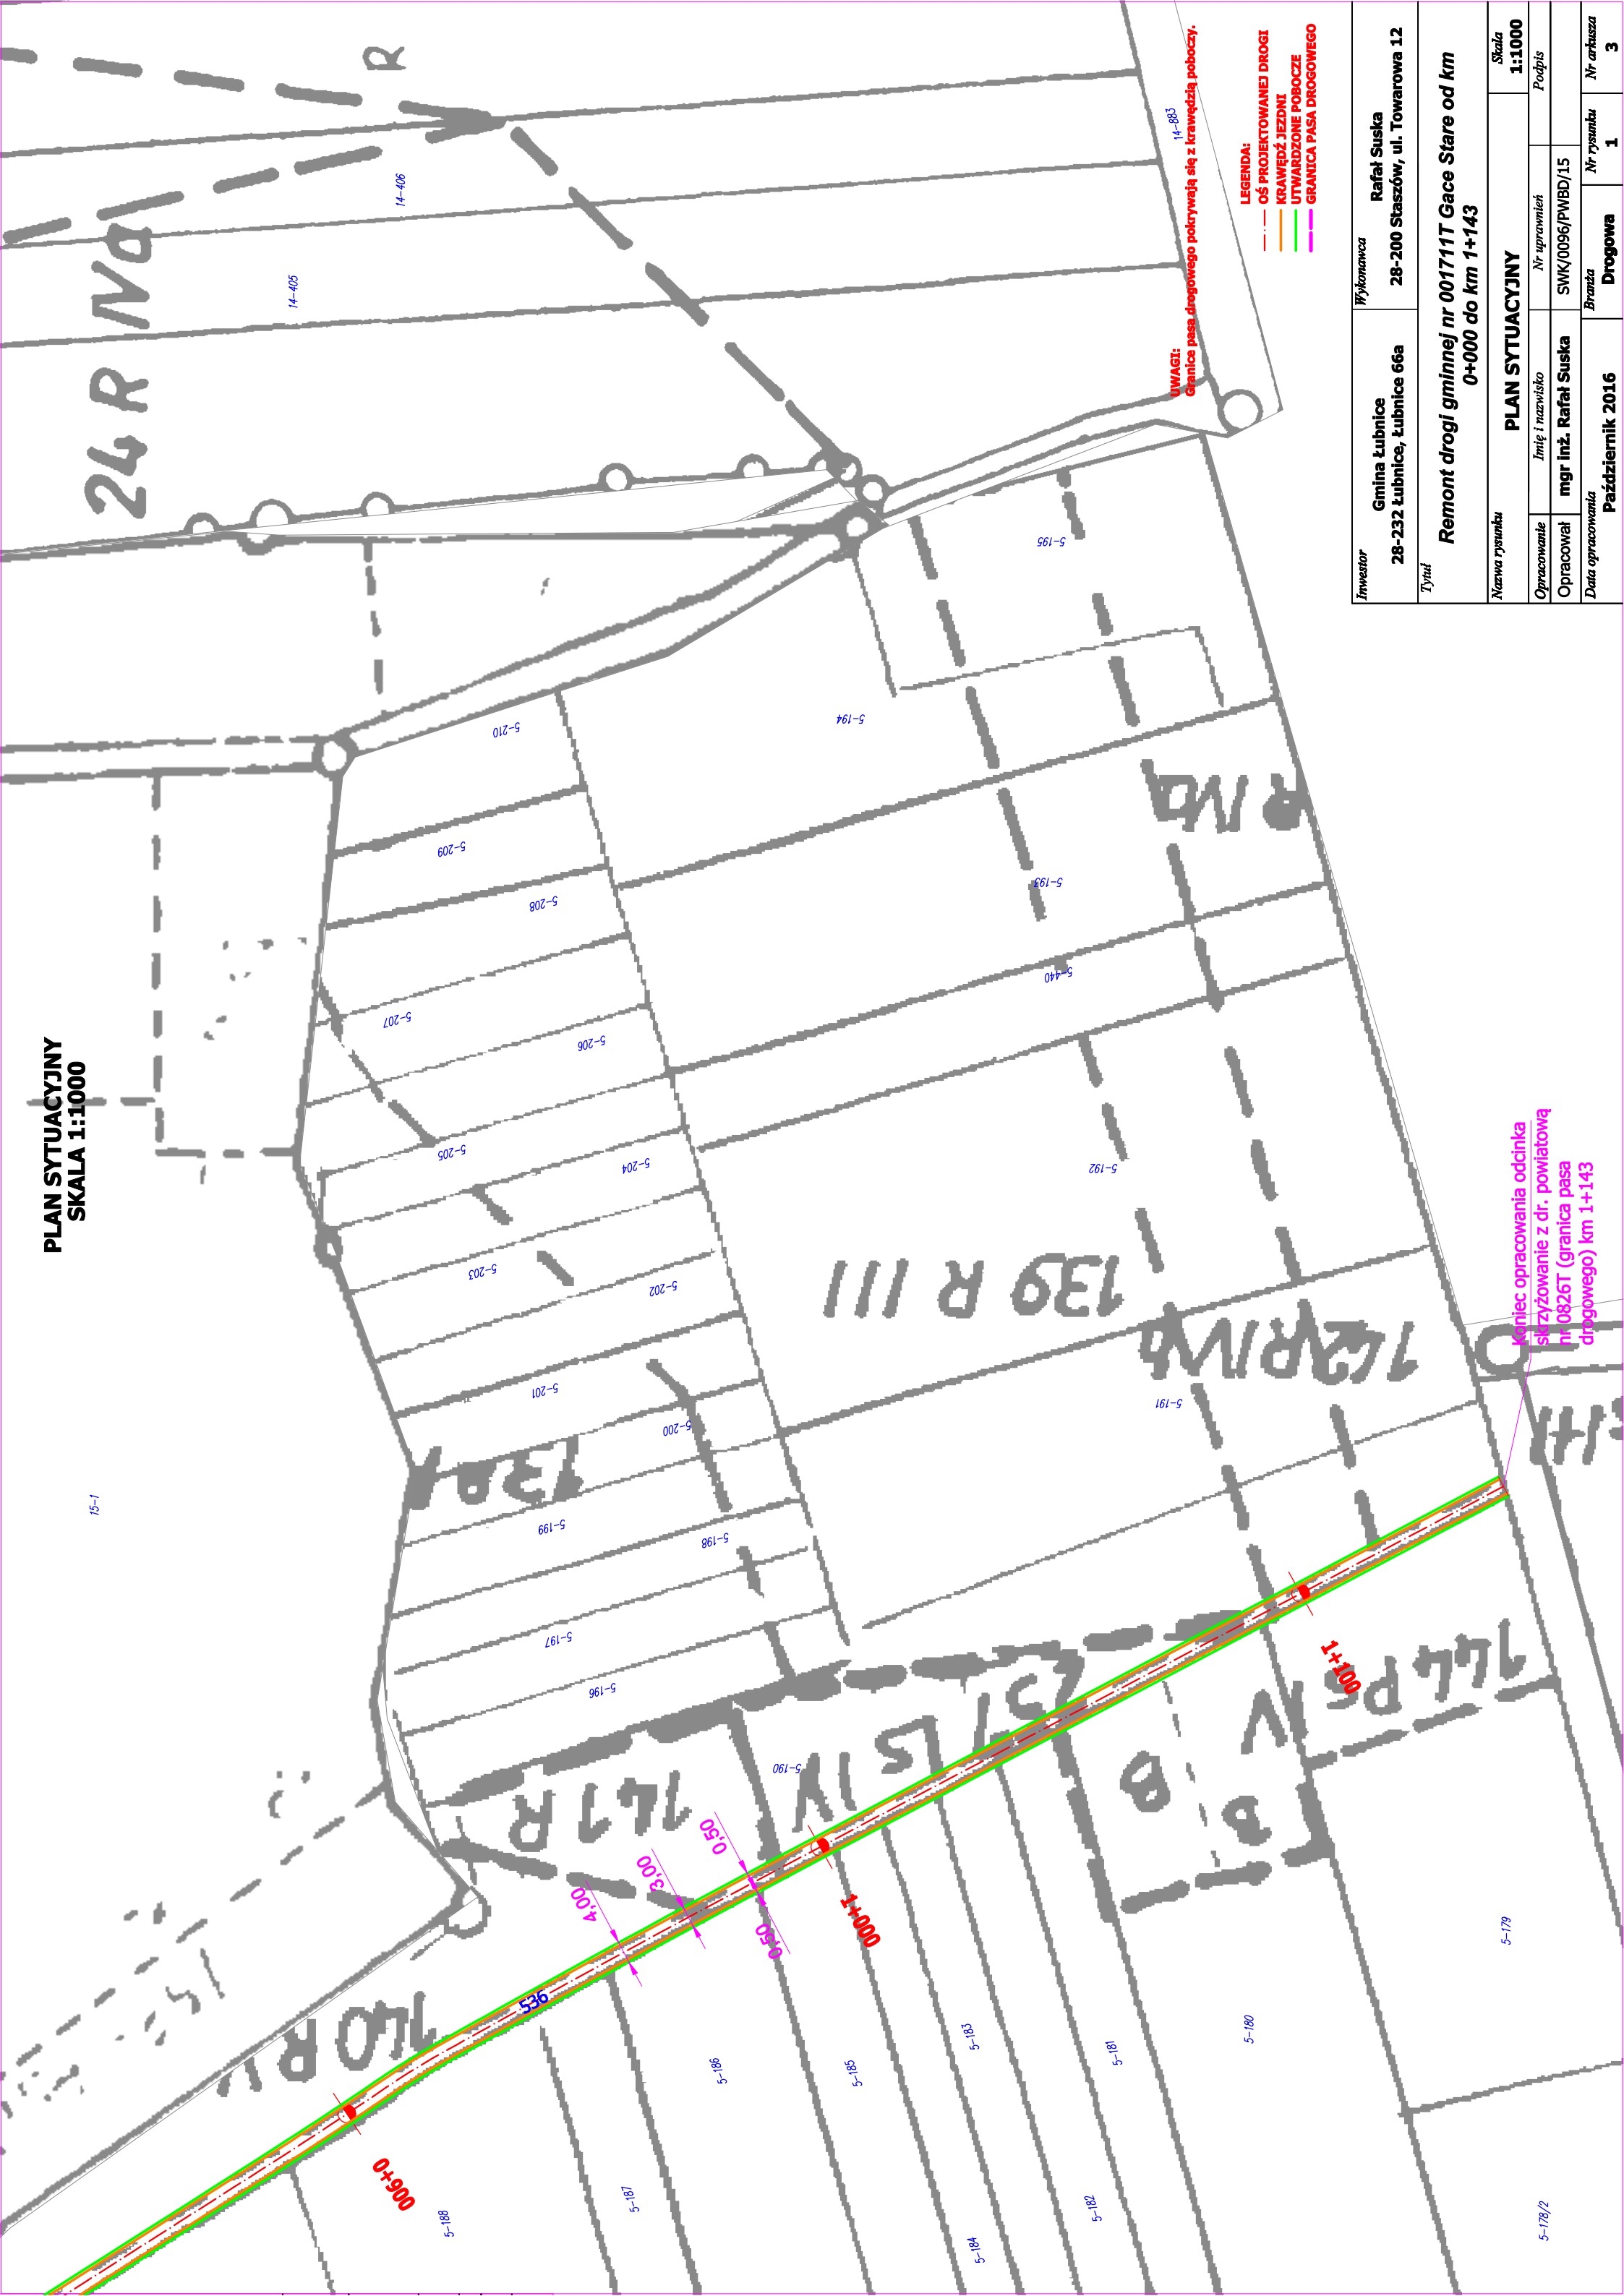 PLAN SYTUACYJNY
SKALA 1:1000
24 R
R
14-406
14-405
14-883
15-1
UWAGI:
Granice pasa drogowego pokrywają się z krawędzią poboczy.
LEGENDA:
OŚ PROJEKTOWANEJ DROGI
KRAWĘDŹ JEZDNI
UTWARDZONE POBOCZE
GRANICA PASA DROGOWEGO
5-210
5-209
5-208
5-207
5-206
5-205
5-204
5-203
5-202
5-201
5-200
5-199
5-198
5-197
5-196
5-195
5-194
5-193
5-440
5-192
5-191
5-190
139 R III
141 R
Ls IV
B
B
144 Ps IV
140 R V
0+900
536
4,00
3,00
0,50
0,50
1+000
1+100
5-188
5-187
5-186
5-185
5-184
5-183
5-182
5-181
5-180
5-179
5-178/2
Koniec opracowania odcinka
skrzyżowanie z dr. powiatową
nr 0826T (granica pasa
drogowego) km 1+143
Inwestor
Gmina Łubnice
28-232 Łubnice, Łubnice 66a
Wykonawca
Rafał Suska
28-200 Staszów, ul. Towarowa 12
Tytuł
Remont drogi gminnej nr 001711T Gace Stare od km
0+000 do km 1+143
Nazwa rysunku
PLAN SYTUACYJNY
Skala
1:1000
Opracowanie Imię i nazwisko Nr uprawnień Podpis
Opracował mgr inż. Rafał Suska SWK/0096/PWBD/15
Data opracowania
Październik 2016
Branża
Drogowa
Nr rysunku
1
Nr arkusza
3